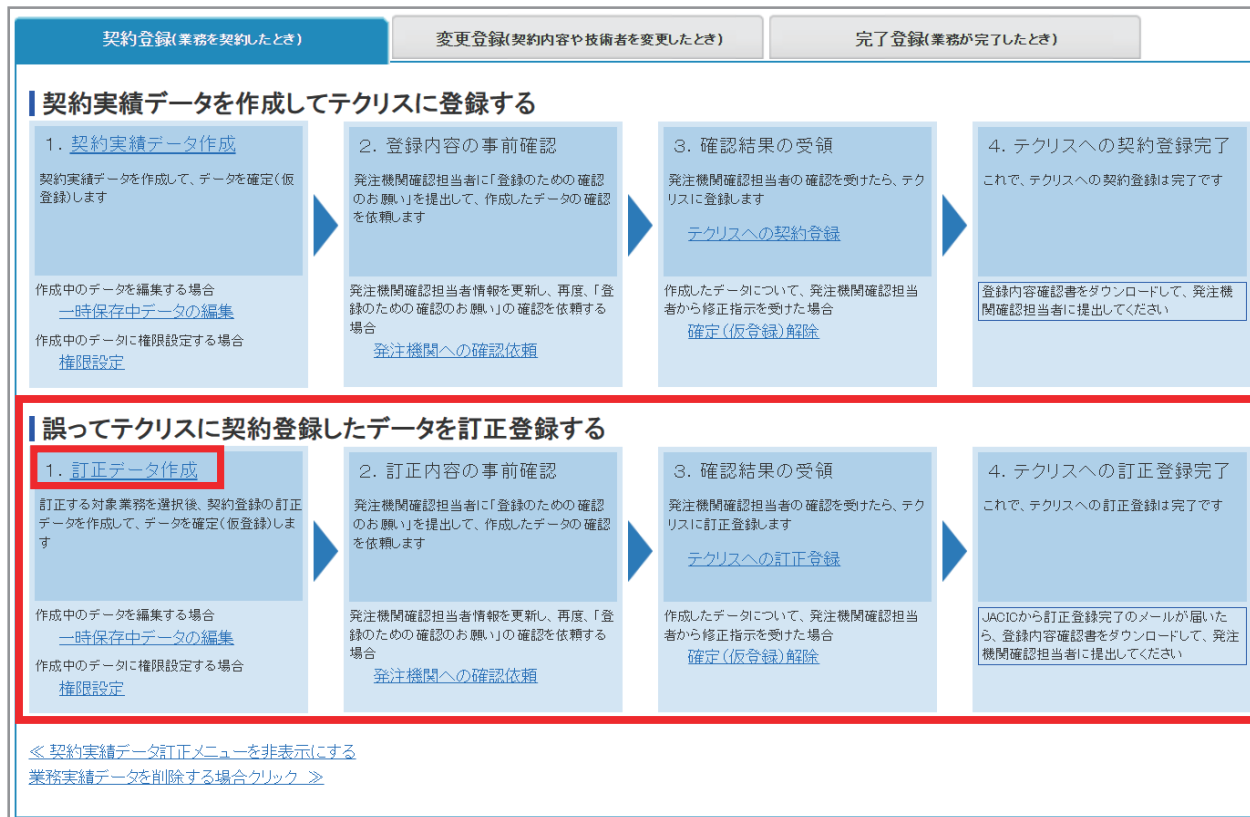 契約登録(業務を契約したとき)
変更登録(契約内容や技術者を変更したとき)
完了登録(業務が完了したとき)
契約実績データを作成してテクリスに登録する
1. 契約実績データ作成
契約実績データを作成して、データを確定(仮
登録)します
作成中のデータを編集する場合
一時保存中データの編集
作成中のデータに権限設定する場合
権限設定
2. 登録内容の事前確認
発注機関確認担当者に「登録のための確認
のお願い」を提出して、作成したデータの確認
を依頼します
発注機関確認担当者情報を更新し、再度、「登
録のための確認のお願い」の確認を依頼する
場合
発注機関への確認依頼
3. 確認結果の受領
発注機関確認担当者の確認を受けたら、テク
リスに登録します
テクリスへの契約登録
作成したデータについて、発注機関確認担当
者から修正指示を受けた場合
確定(仮登録)解除
4. テクリスへの契約登録完了
これで、テクリスへの契約登録は完了です
登録内容確認書をダウンロードして、発注機
関確認担当者に提出してください
誤ってテクリスに契約登録したデータを訂正登録する
1. 訂正データ作成
訂正する対象業務を選択後、契約登録の訂正
データを作成して、データを確定(仮登録)しま
す
作成中のデータを編集する場合
一時保存中データの編集
作成中のデータに権限設定する場合
権限設定
2. 訂正内容の事前確認
発注機関確認担当者に「登録のための確認
のお願い」を提出して、作成したデータの確認
を依頼します
発注機関確認担当者情報を更新し、再度、「登
録のための確認のお願い」の確認を依頼する
場合
発注機関への確認依頼
3. 確認結果の受領
発注機関確認担当者の確認を受けたら、テク
リスに訂正登録します
テクリスへの訂正登録
作成したデータについて、発注機関確認担当
者から修正指示を受けた場合
確定(仮登録)解除
4. テクリスへの訂正登録完了
これで、テクリスへの訂正登録は完了です
JACICから訂正登録完了のメールが届いた
ら、登録内容確認書をダウンロードして、発注
機関確認担当者に提出してください
≪ 契約実績データ訂正メニューを非表示にする
業務実績データを削除する場合クリック ≫